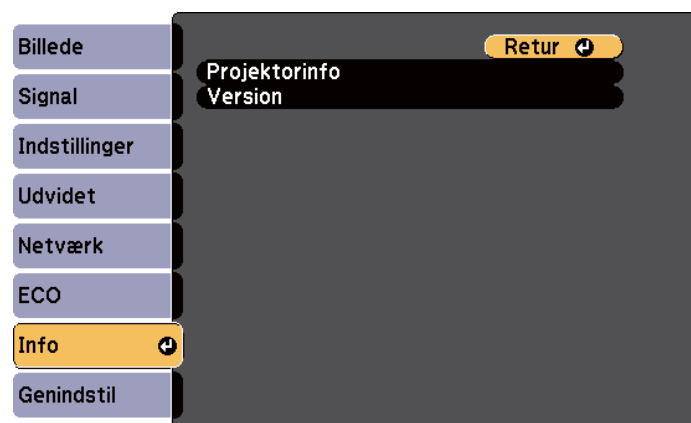 Billede
Signal
Indstillinger
Udvidet
Netværk
ECO
Info
Genindstil
Retur
Projektorinfo
Version